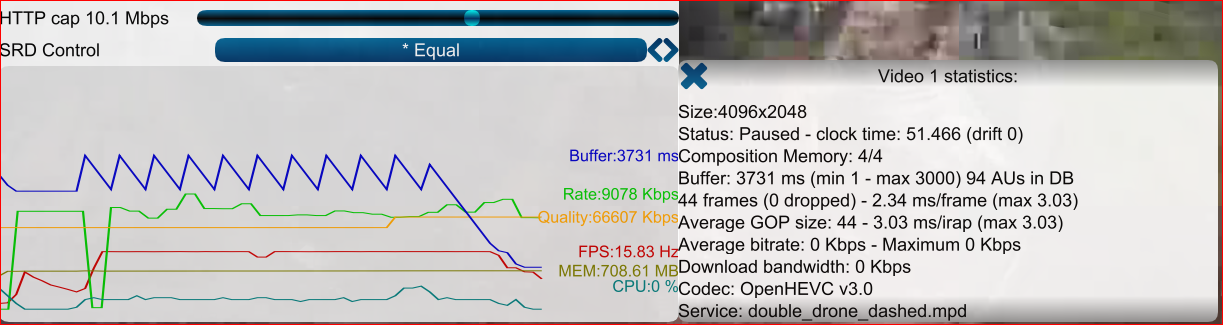 HTTP cap 10.1 Mbps
SRD Control
* Equal
Buffer:3731 ms
Rate:9078 Kbps
Quality:66607 Kbps
FPS:15.83 Hz
MEM:708.61 MB
CPU:0 %
Video 1 statistics:
Size:4096x2048
Status: Paused - clock time: 51.466 (drift 0)
Composition Memory: 4/4
Buffer: 3731 ms (min 1 - max 3000) 94 AUs in DB
44 frames (0 dropped) - 2.34 ms/frame (max 3.03)
Average GOP size: 44 - 3.03 ms/irap (max 3.03)
Average bitrate: 0 Kbps - Maximum 0 Kbps
Download bandwidth: 0 Kbps
Codec: OpenHEVC v3.0
Service: double_drone_dashed.mpd